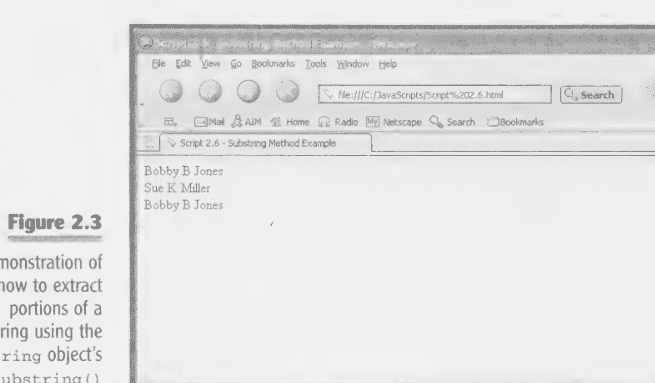 File Edit View Go Bookmarks Tools Window Help
file:///C:/JavaScripts/Script%202.6.html
Search
Mail AIM Home Radio My Netscape Search Bookmarks
Script 2.6 - Substring Method Example
Bobby B Jones
Sue K Miller
Bobby B Jones
Figure 2.3
monstration of
how to extract
portions of a
ring using the
ring object's
ubstring()